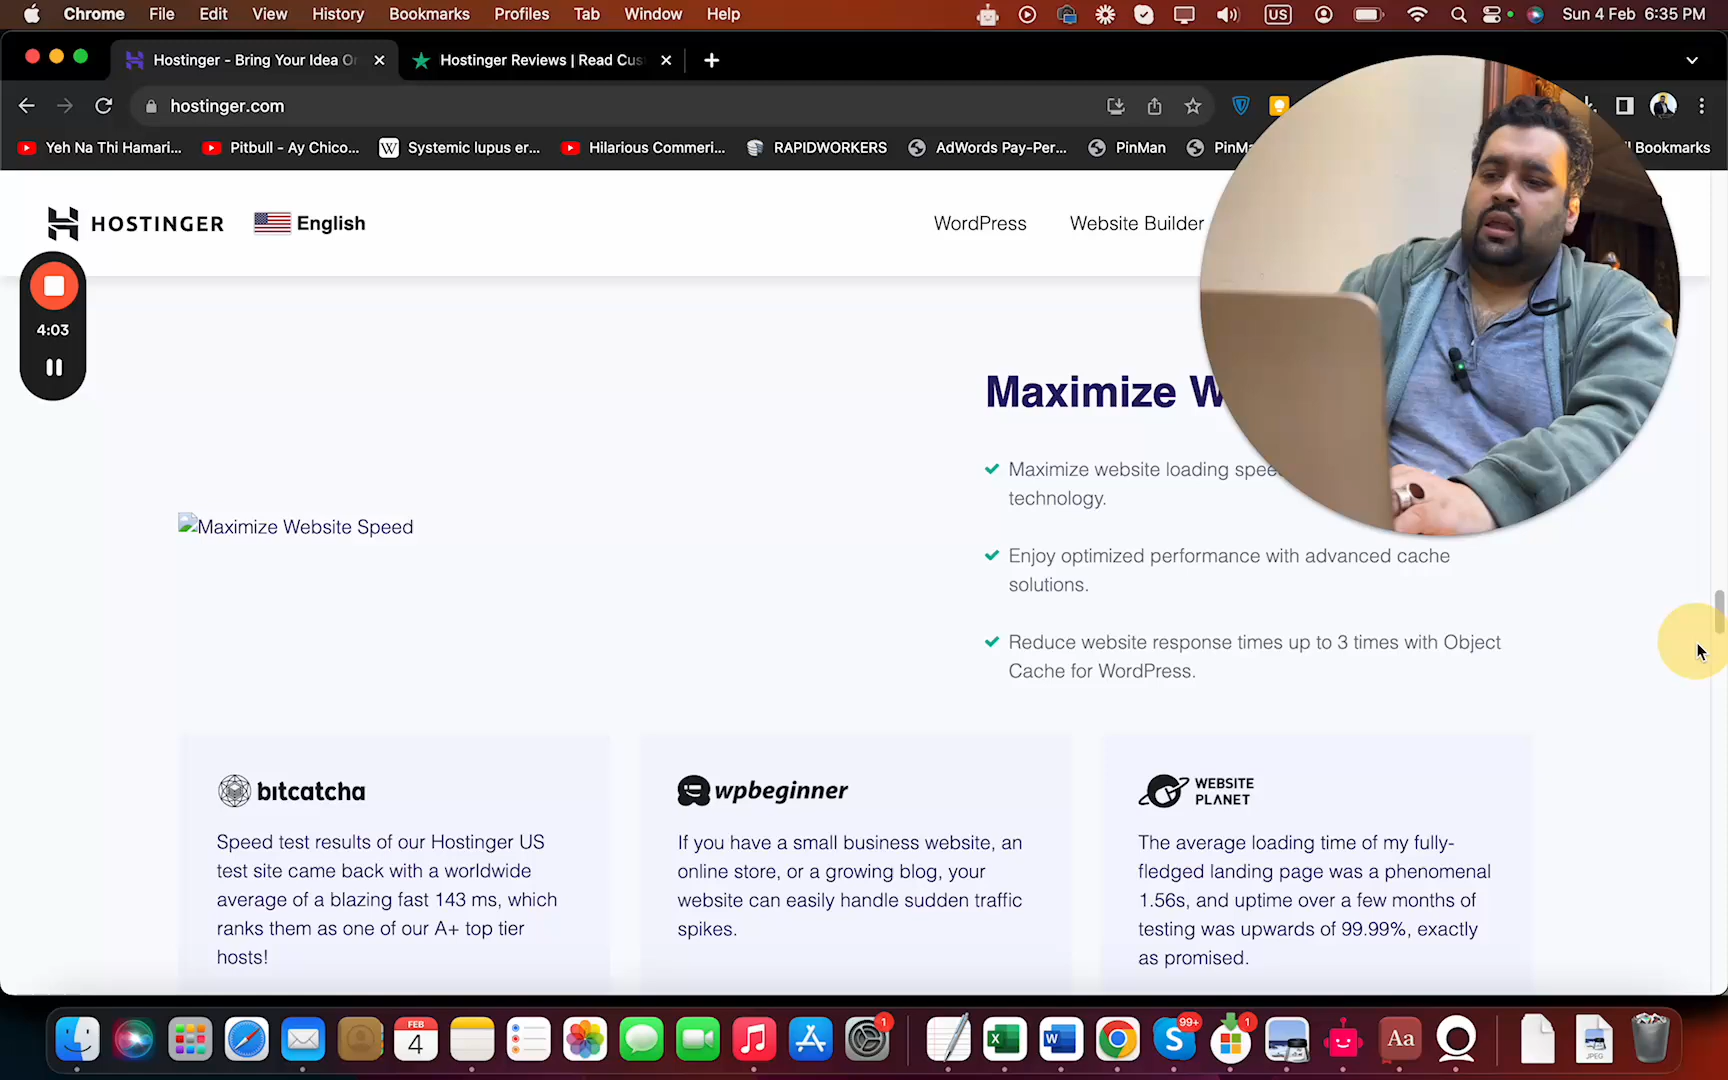 Chrome File Edit View History Bookmarks Profiles Tab Window Help US Sun 4 Feb 6:35 PM
Hostinger - Bring Your Idea Hostinger Reviews | Read
hostinger.com
Yeh Na Thi Hamari... Pitbull - Ay Chico... W Systemic lupus er... Hilarious Commeri... RAPIDWORKERS AdWords Pay-Per... PinMan Bookmarks
HOSTINGER English WordPress Website Builder
4:03
Maximize
Maximize website loading
technology.
Maximize Website Speed
Enjoy optimized performance with advanced cache
solutions.
Reduce website response times up to 3 times with Object
Cache for WordPress.
bitcatcha
Speed test results of our Hostinger US
test site came back with a worldwide
average of a blazing fast 143 ms, which
ranks them as one of our A+ top tier
hosts!
wpbeginner
If you have a small business website, an
online store, or a growing blog, your
website can easily handle sudden traffic
spikes.
WEBSITE
PLANET
The average loading time of my fully-
fledged landing page was a phenomenal
1.56s, and uptime over a few months of
testing was upwards of 99.99%, exactly
as promised.
FEB
4
1
X
W
S
99+
1
Aa
JPEG